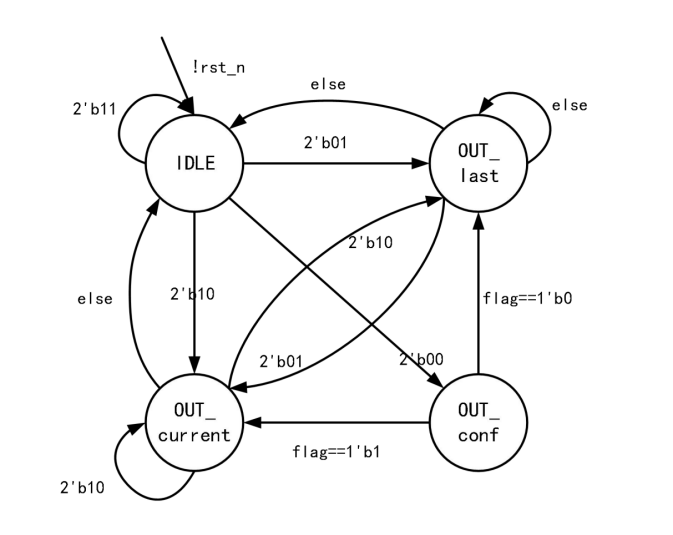 !rst_n
else
2'b11
else
2'b01
IDLE
OUT_
last
2'b10
2'b10
else
flag==1'b0
2'b01
2'b00
OUT_
current
OUT_
conf
flag==1'b1
2'b10